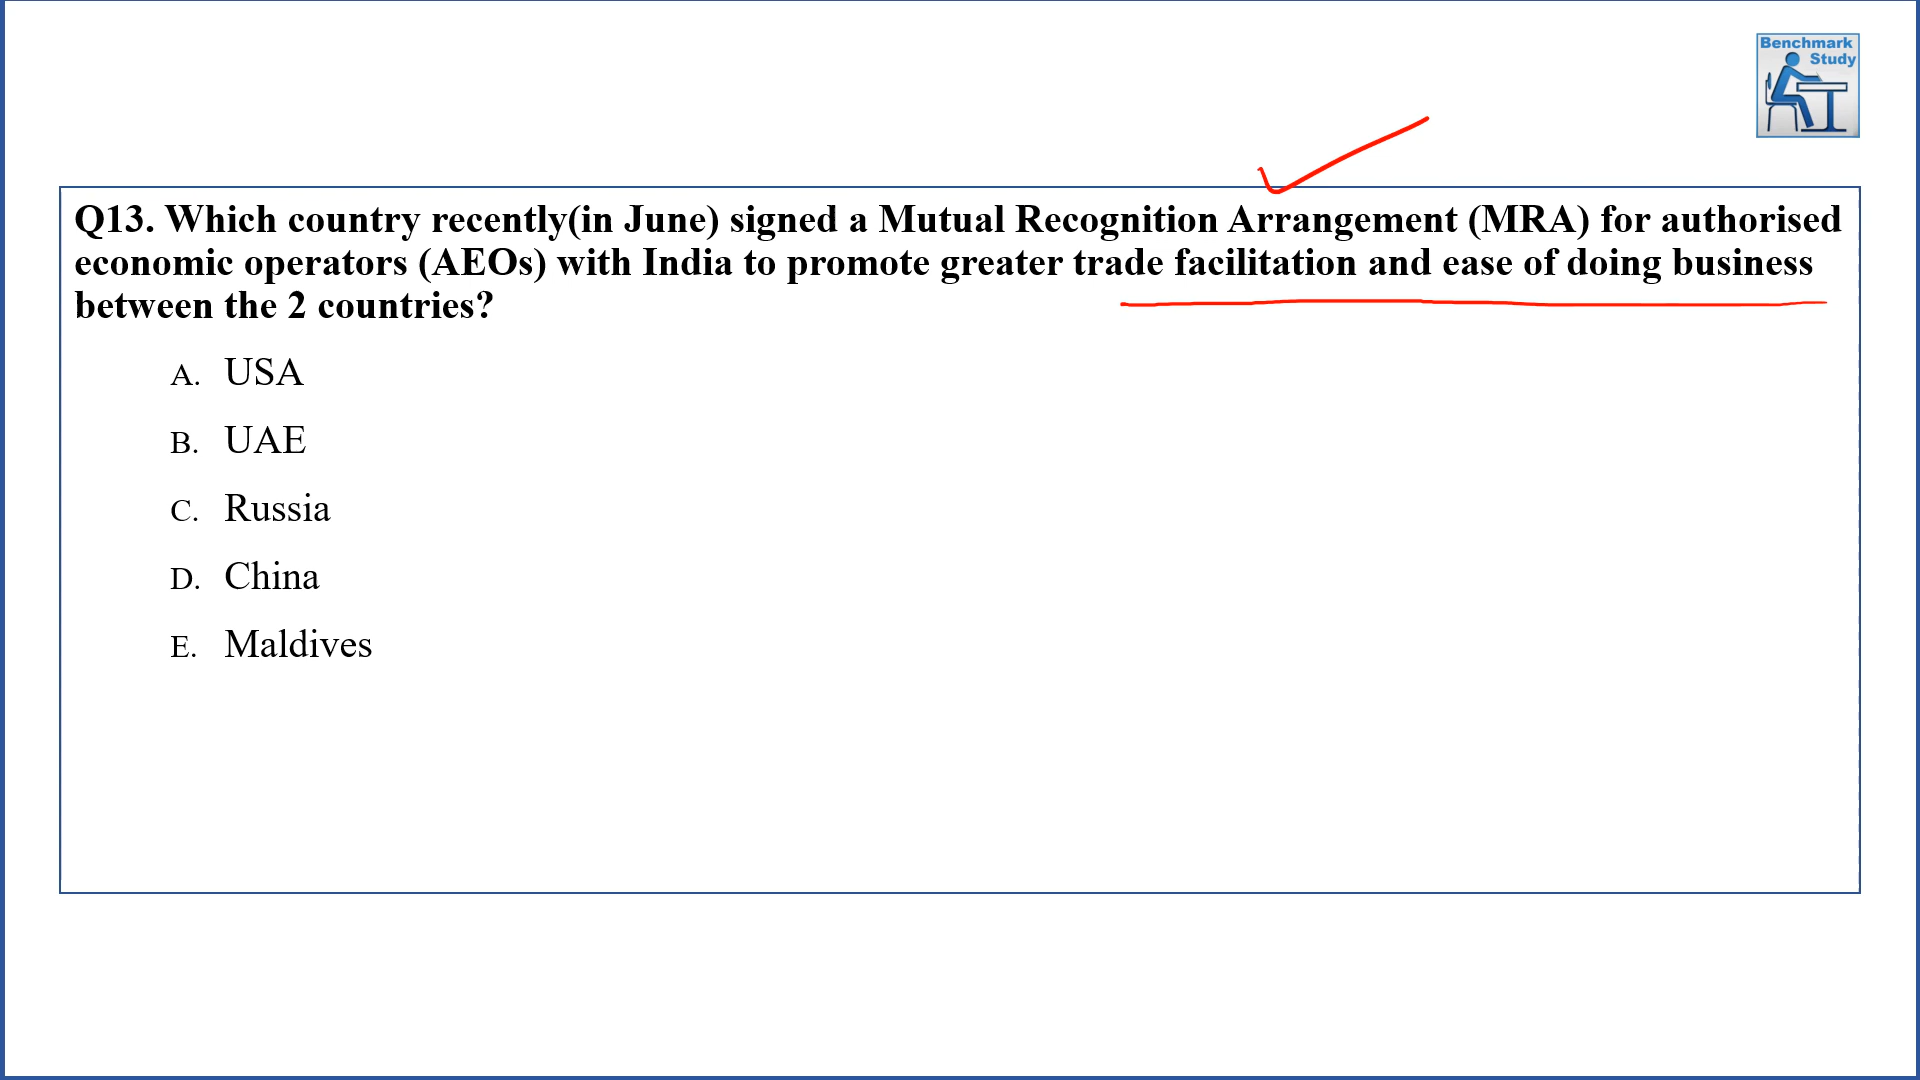 Benchmark
Study
Q13. Which country recently(in June) signed a Mutual Recognition Arrangement (MRA) for authorised
economic operators (AEOs) with India to promote greater trade facilitation and ease of doing business
between the 2 countries?
A. USA
B. UAE
C. Russia
D. China
E. Maldives